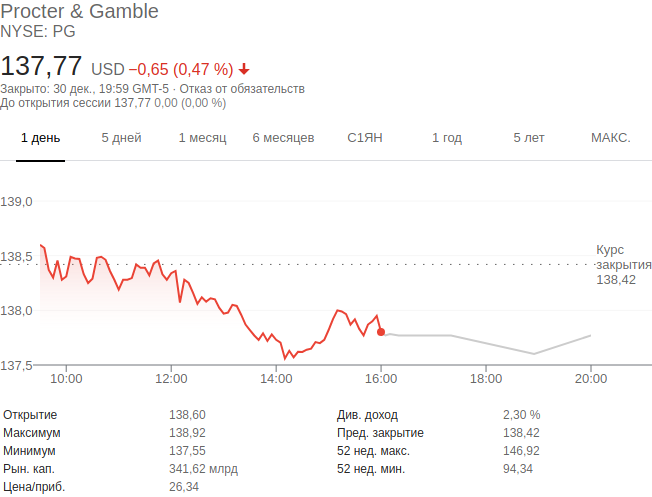 Procter & Gamble
NYSE: PG
137,77 USD −0,65 (0,47 %)
Закрыто: 30 дек., 19:59 GMT-5 · Отказ от обязательств
До открытия сессии 137,77 0,00 (0,00 %)
1 день 5 дней 1 месяц 6 месяцев С1ЯН 1 год 5 лет МАКС.
139,0
138,5
138,0
137,5
Курс
закрытия
138,42
10:00 12:00 14:00 16:00 18:00 20:00
Открытие 138,60 Див. доход 2,30 %
Максимум 138,92 Пред. закрытие 138,42
Минимум 137,55 52 нед. макс. 146,92
Рын. кап. 341,62 млрд 52 нед. мин. 94,34
Цена/приб. 26,34